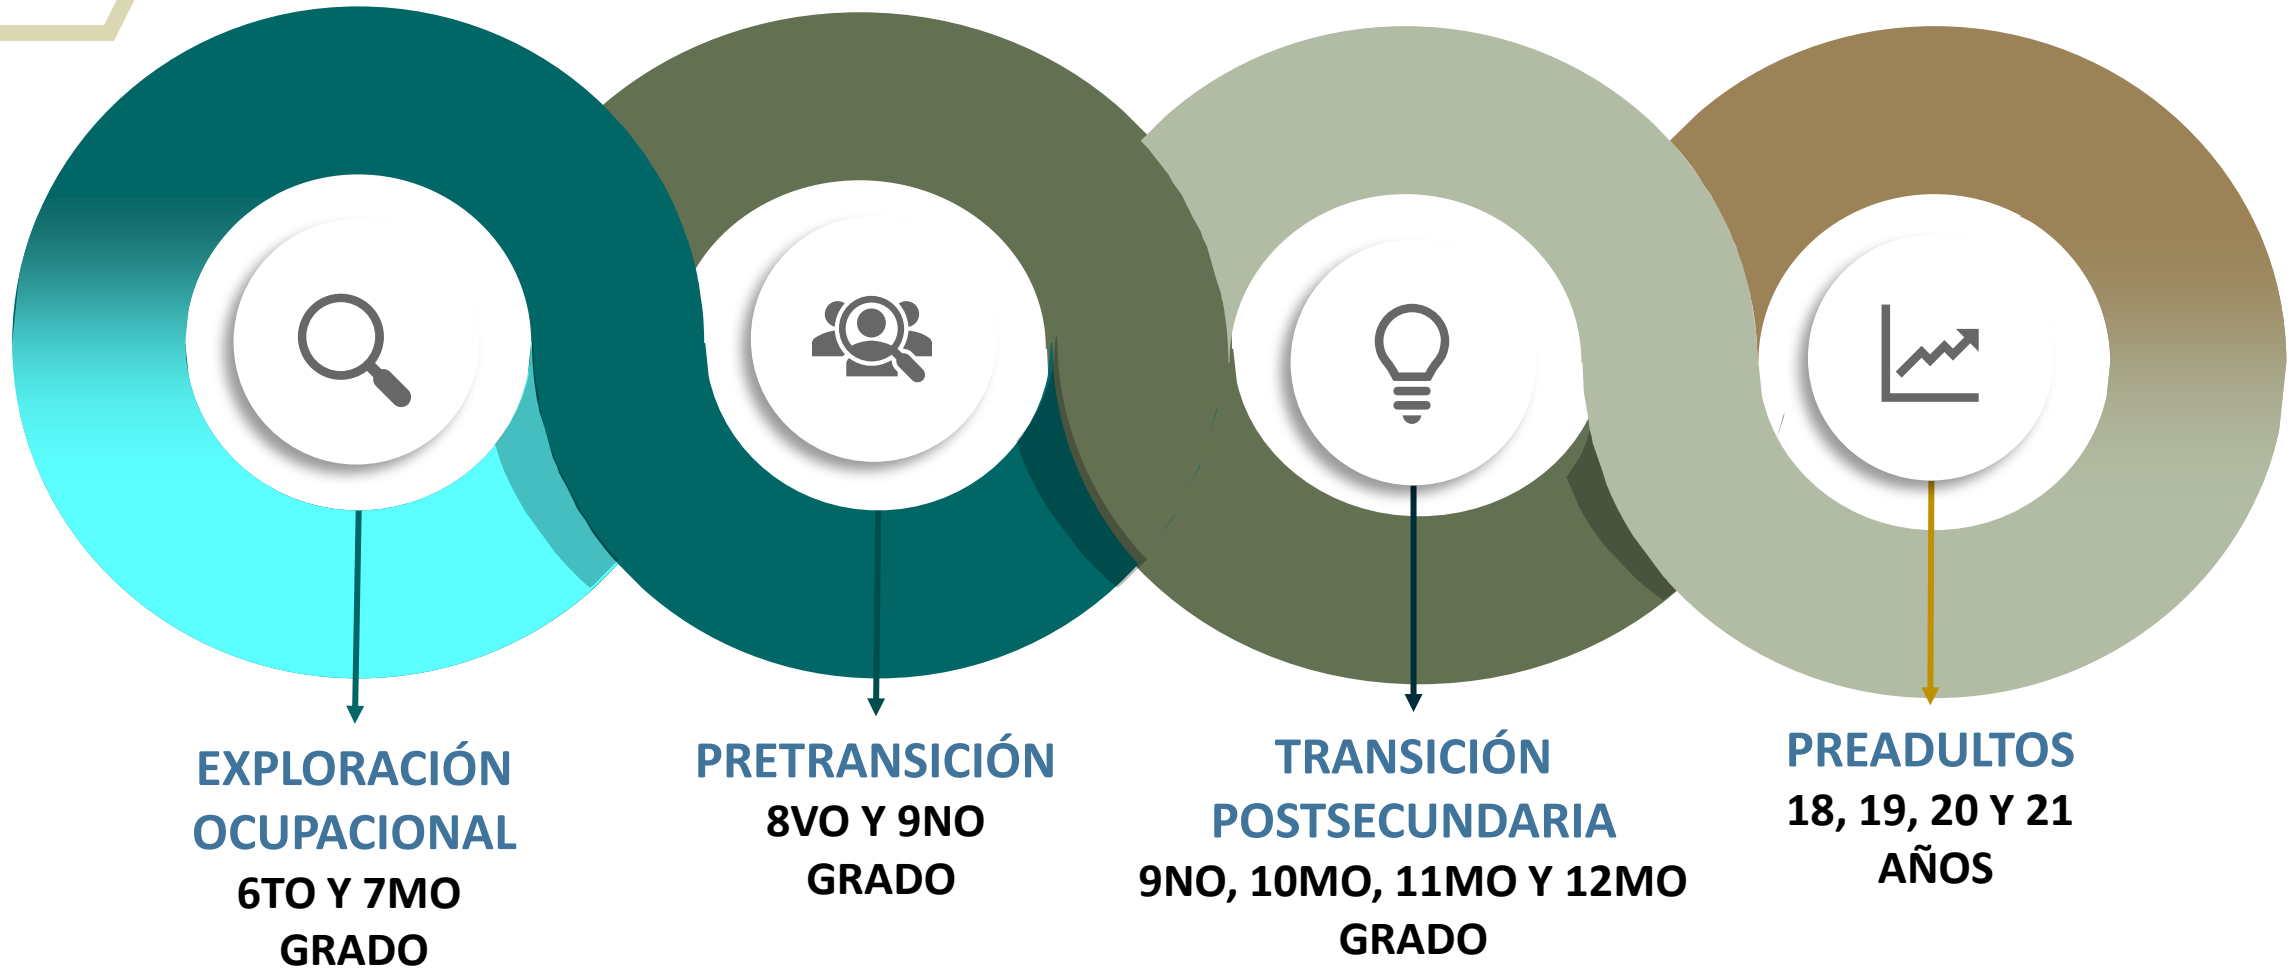 EXPLORACIÓN
OCUPACIONAL
6TO Y 7MO
GRADO
PRETRANSICIÓN
8VO Y 9NO
GRADO
TRANSICIÓN
POSTSECUNDARIA
9NO, 10MO, 11MO Y 12MO
GRADO
PREADULTOS
18, 19, 20 Y 21
AÑOS